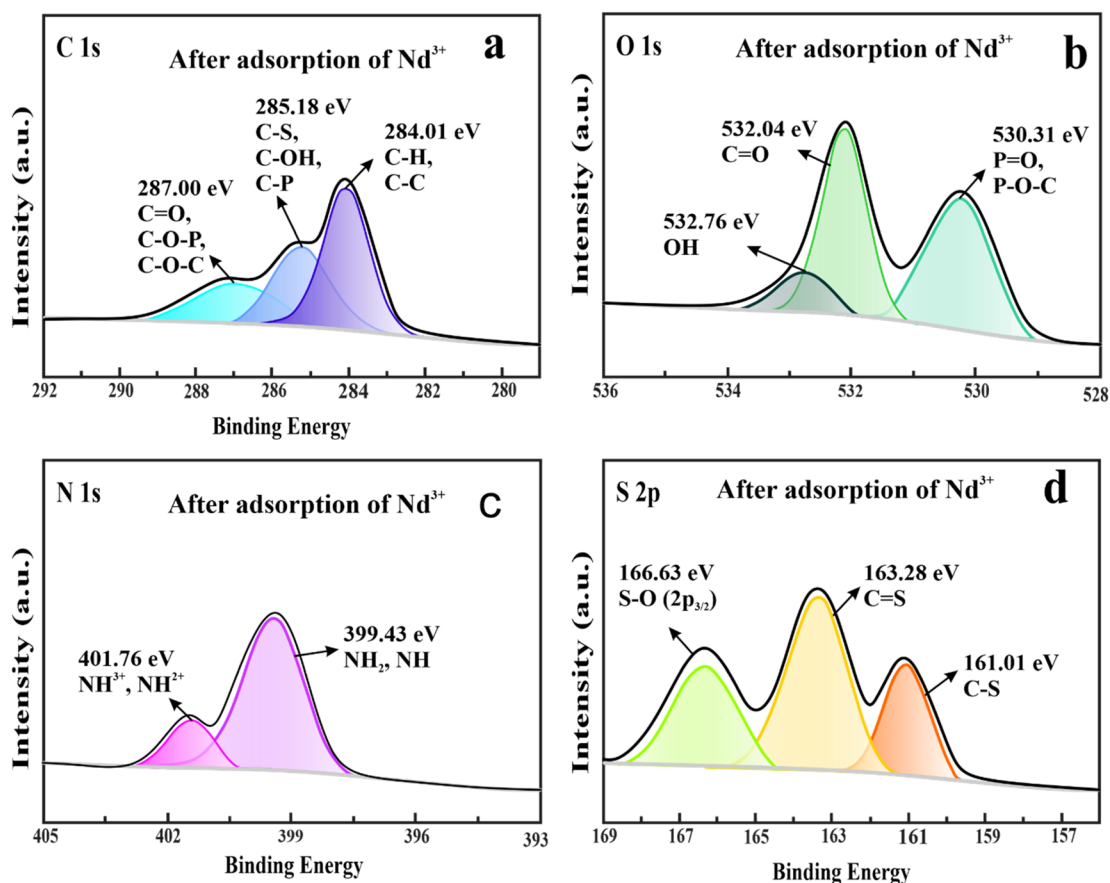 C 1s
After adsorption of Nd³⁺
a
285.18 eV
C-S,
C-OH,
C-P
284.01 eV
C-H,
C-C
287.00 eV
C=O,
C-O-P,
C-O-C
Intensity (a.u.)
292 290 288 286 284 282 280
Binding Energy
O 1s
After adsorption of Nd³⁺
b
532.04 eV
C=O
530.31 eV
P=O,
P-O-C
532.76 eV
OH
Intensity (a.u.)
536 534 532 530 528
Binding Energy
N 1s
After adsorption of Nd³⁺
c
399.43 eV
NH₂, NH
401.76 eV
NH³⁺, NH²⁺
Intensity (a.u.)
405 402 399 396 393
Binding Energy
S 2p
After adsorption of Nd³⁺
d
166.63 eV
S-O (2p₃/₂)
163.28 eV
C=S
161.01 eV
C-S
Intensity (a.u.)
169 167 165 163 161 159 157
Binding Energy